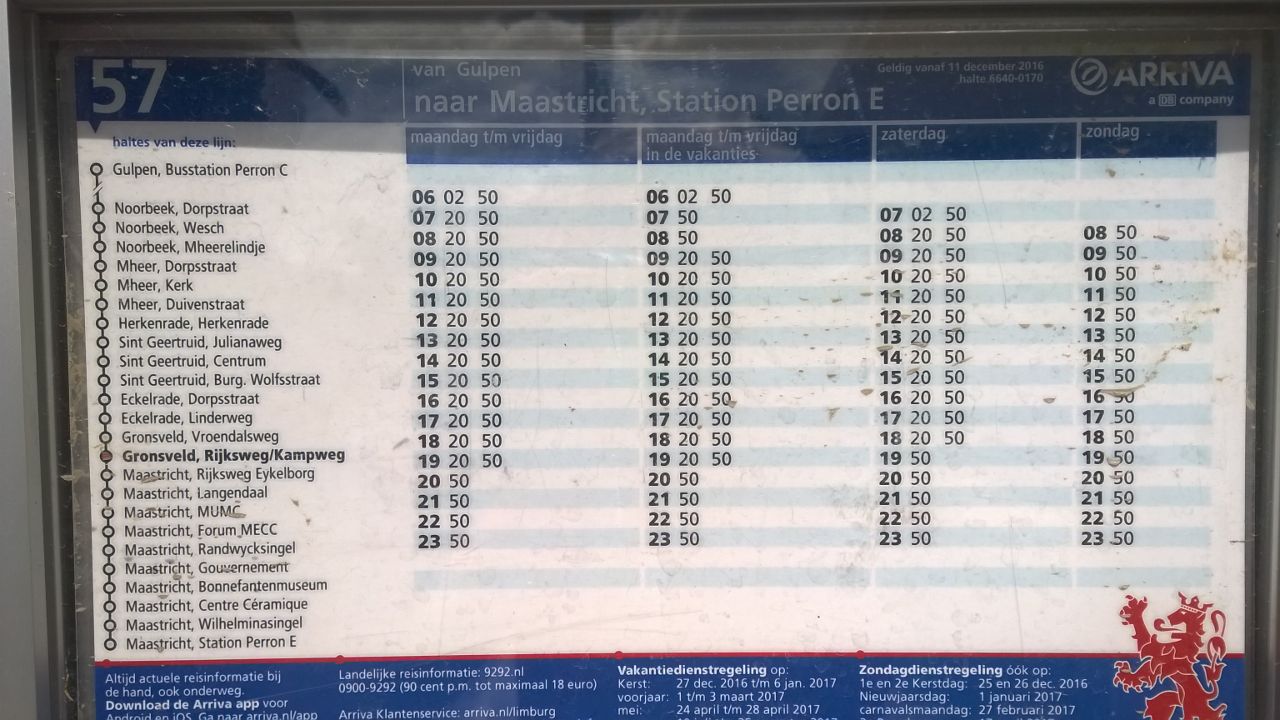 57
van Gulpen
naar Maastricht, Station Perron E
Geldig vanaf 11 december 2016
halte 6640-0170
ARRIVA
a DB company
haltes van deze lijn:
Gulpen, Busstation Perron C
Noorbeek, Dorpstraat
Noorbeek, Wesch
Noorbeek, Mheerelindje
Mheer, Dorpsstraat
Mheer, Kerk
Mheer, Duivenstraat
Herkenrade, Herkenrade
Sint Geertruid, Julianaweg
Sint Geertruid, Centrum
Sint Geertruid, Burg. Wolfsstraat
Eckelrade, Dorpsstraat
Eckelrade, Linderweg
Gronsveld, Vroendalsweg
Gronsveld, Rijksweg/Kampweg
Maastricht, Rijksweg Eykelborg
Maastricht, Langendaal
Maastricht, MUMC
Maastricht, Forum MECC
Maastricht, Randwycksingel
Maastricht, Gouvernement
Maastricht, Bonnefantenmuseum
Maastricht, Centre Céramique
Maastricht, Wilhelminasingel
Maastricht, Station Perron E
maandag t/m vrijdag
06 02 50
07 20 50
08 20 50
09 20 50
10 20 50
11 20 50
12 20 50
13 20 50
14 20 50
15 20 50
16 20 50
17 20 50
18 20 50
19 20 50
20 50
21 50
22 50
23 50
maandag t/m vrijdag
in de vakanties
06 02 50
07 50
08 50
09 20 50
10 20 50
11 20 50
12 20 50
13 20 50
14 20 50
15 20 50
16 20 50
17 20 50
18 20 50
19 20 50
20 50
21 50
22 50
23 50
zaterdag
07 02 50
08 20 50
09 20 50
10 20 50
11 20 50
12 20 50
13 20 50
14 20 50
15 20 50
16 20 50
17 20 50
18 20 50
19 50
20 50
21 50
22 50
23 50
zondag
08 50
09 50
10 50
11 50
12 50
13 50
14 50
15 50
16 50
17 50
18 50
19 50
20 50
21 50
22 50
23 50
Altijd actuele reisinformatie bij
de hand, ook onderweg.
Download de Arriva app voor
Android en iOS. Ga naar arriva.nl/app
Landelijke reisinformatie: 9292.nl
0900-9292 (90 cent p.m. tot maximaal 18 euro)
Arriva Klantenservice: arriva.nl/limburg
Vakantiedienstregeling op:
Kerst: 27 dec. 2016 t/m 6 jan. 2017
voorjaar: 1 t/m 3 maart 2017
mei: 24 april t/m 28 april 2017
Zondagdienstregeling óók op:
1e en 2e Kerstdag: 25 en 26 dec. 2016
Nieuwjaarsdag: 1 januari 2017
carnavalsmaandag: 27 februari 2017